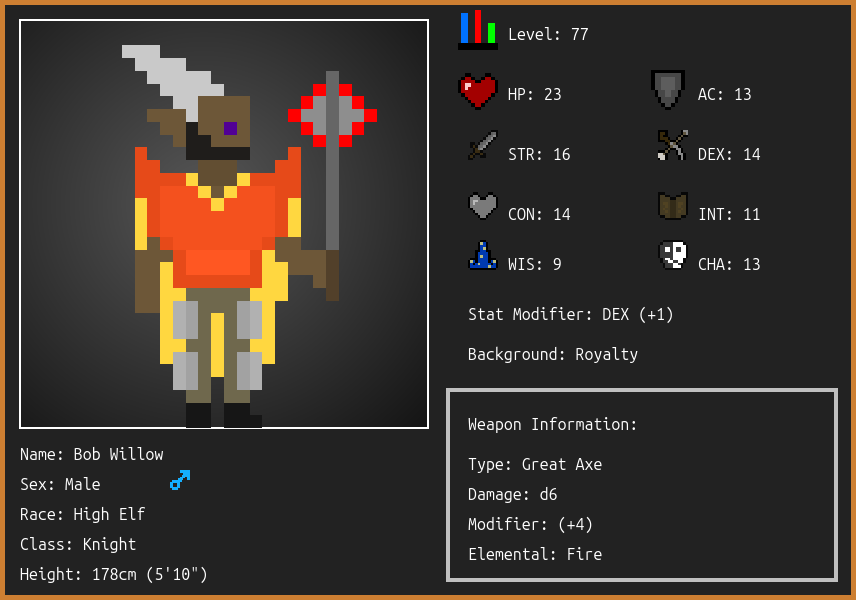 Level: 77
HP: 23
AC: 13
STR: 16
DEX: 14
CON: 14
INT: 11
WIS: 9
CHA: 13
Stat Modifier: DEX (+1)
Background: Royalty
Weapon Information:
Type: Great Axe
Damage: d6
Modifier: (+4)
Elemental: Fire
Name: Bob Willow
Sex: Male
Race: High Elf
Class: Knight
Height: 178cm (5'10")